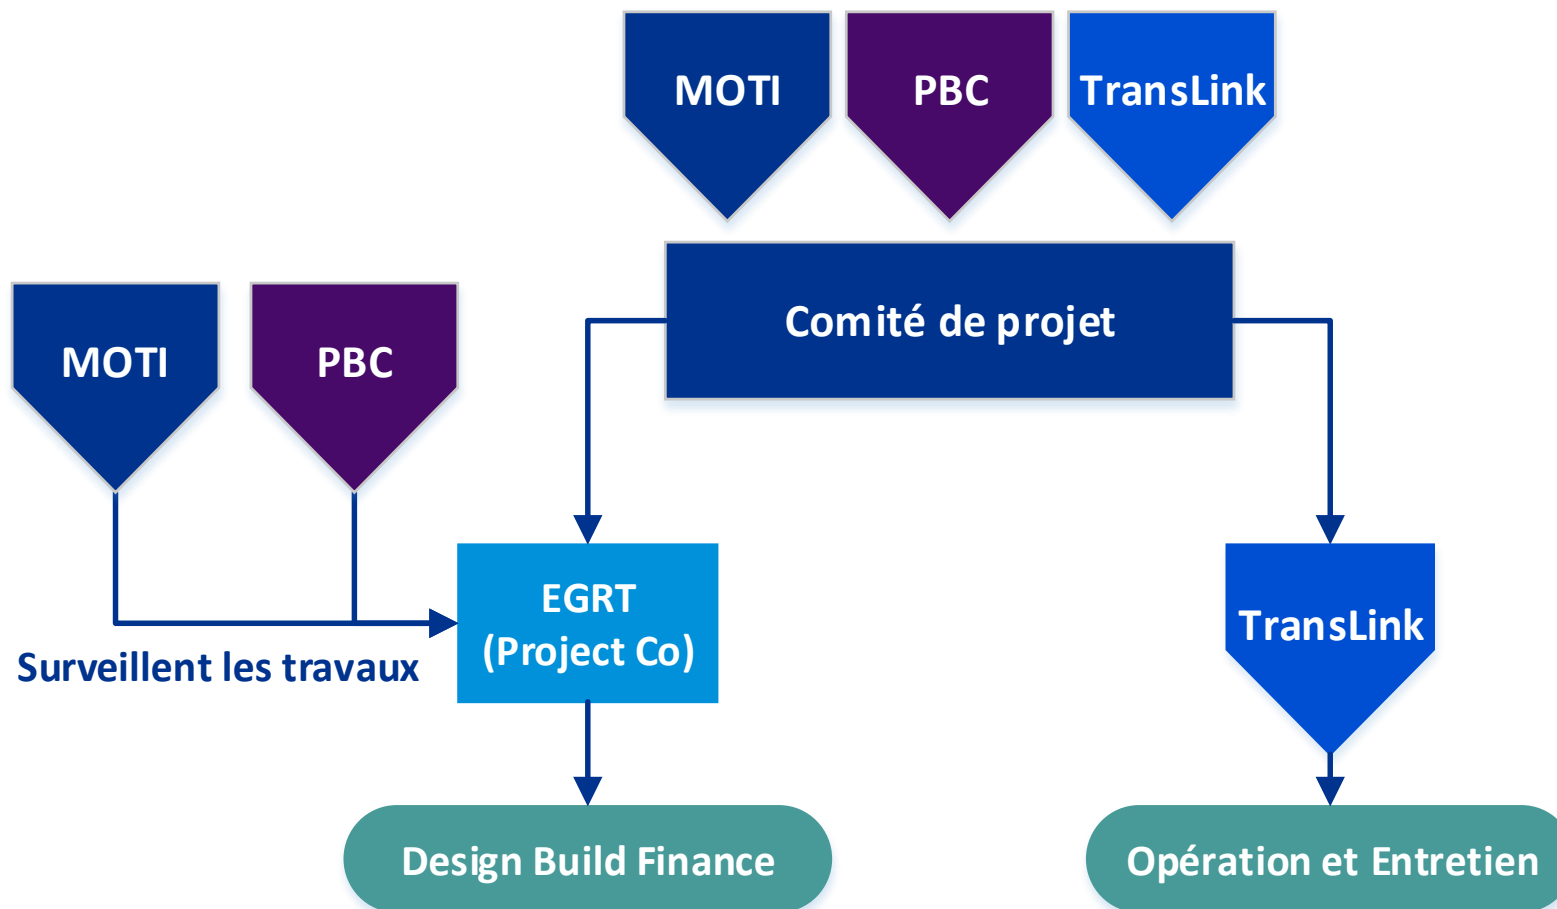 MOTI
PBC
TransLink
Comité de projet
MOTI
PBC
EGRT
(Project Co)
TransLink
Surveillent les travaux
Design Build Finance
Opération et Entretien